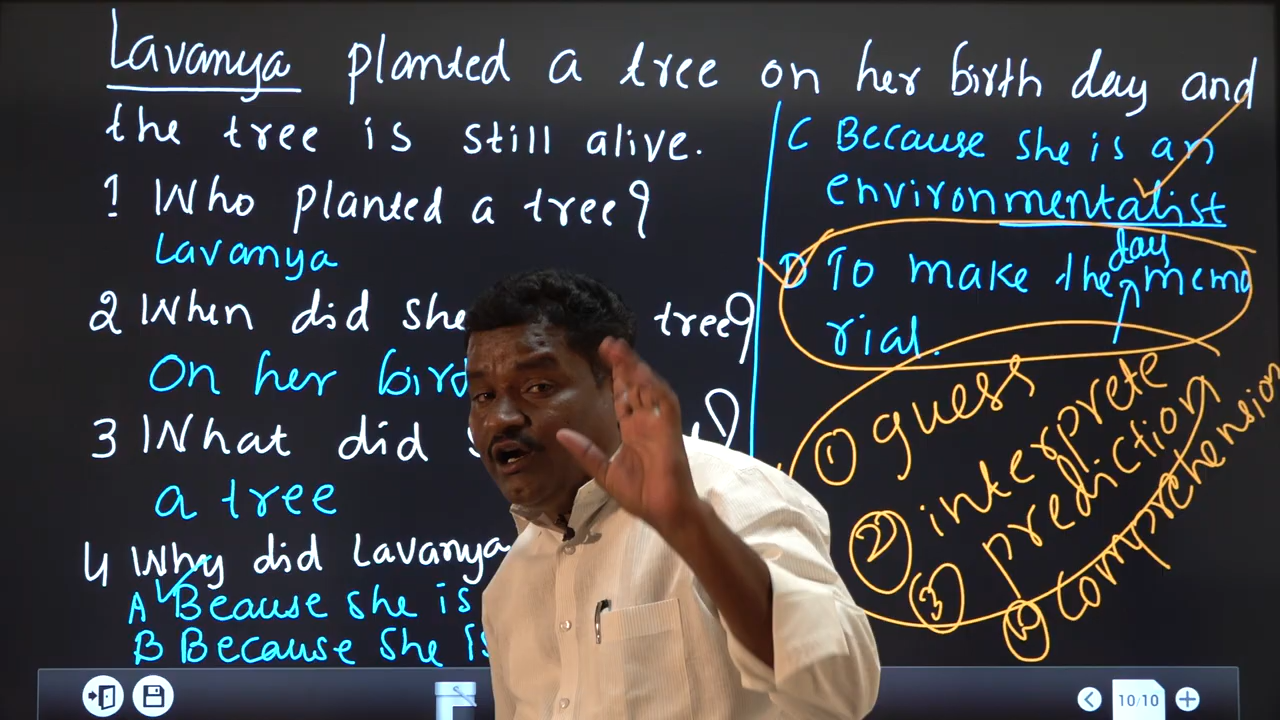 Lavanya planted a tree on her birth day and
the tree is still alive.
1 Who planted a tree?
Lavanya
2 When did she tree?
On her
3 What did
a tree
4 Why did Lavanya
A Beause she is
B Because she is
C Because she is an
environmentalist
D To make the day memo
rial.
1 guess
2 interprete
3 prediction
4 comprehension
10/10